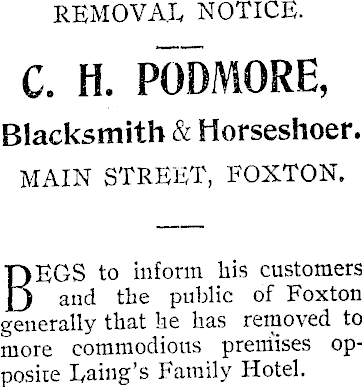 REMOVAL NOTICE.
C. H. PODMORE,
Blacksmith & Horseshoer.
MAIN STREET, FOXTON.
BEGS to inform his customers
and the public of Foxton
generally that he has removed to
more commodious premises op-
posite Laing's Family Hotel.